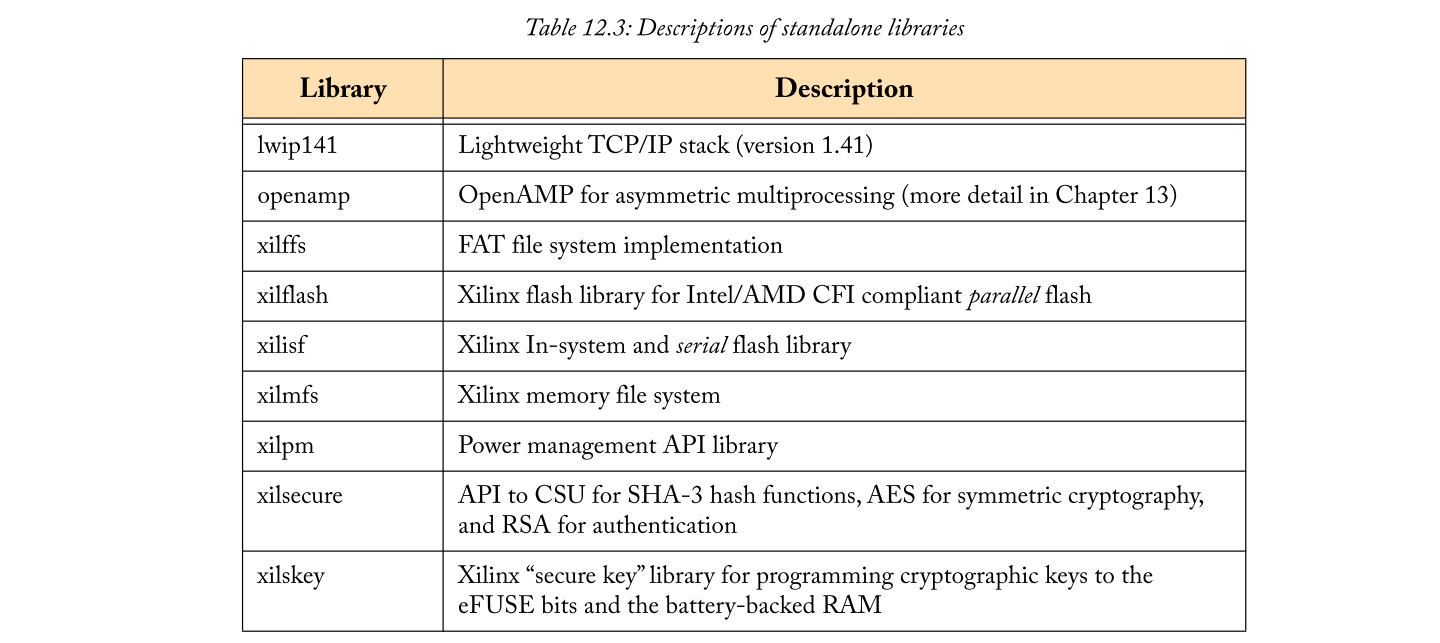 Table 12.3: Descriptions of standalone libraries
Library Description
lwip141 Lightweight TCP/IP stack (version 1.41)
openamp OpenAMP for asymmetric multiprocessing (more detail in Chapter 13)
xilffs FAT file system implementation
xilflash Xilinx flash library for Intel/AMD CFI compliant parallel flash
xilisf Xilinx In-system and serial flash library
xilmfs Xilinx memory file system
xilpm Power management API library
xilsecure API to CSU for SHA-3 hash functions, AES for symmetric cryptography,
and RSA for authentication
xilskey Xilinx “secure key” library for programming cryptographic keys to the
eFUSE bits and the battery-backed RAM